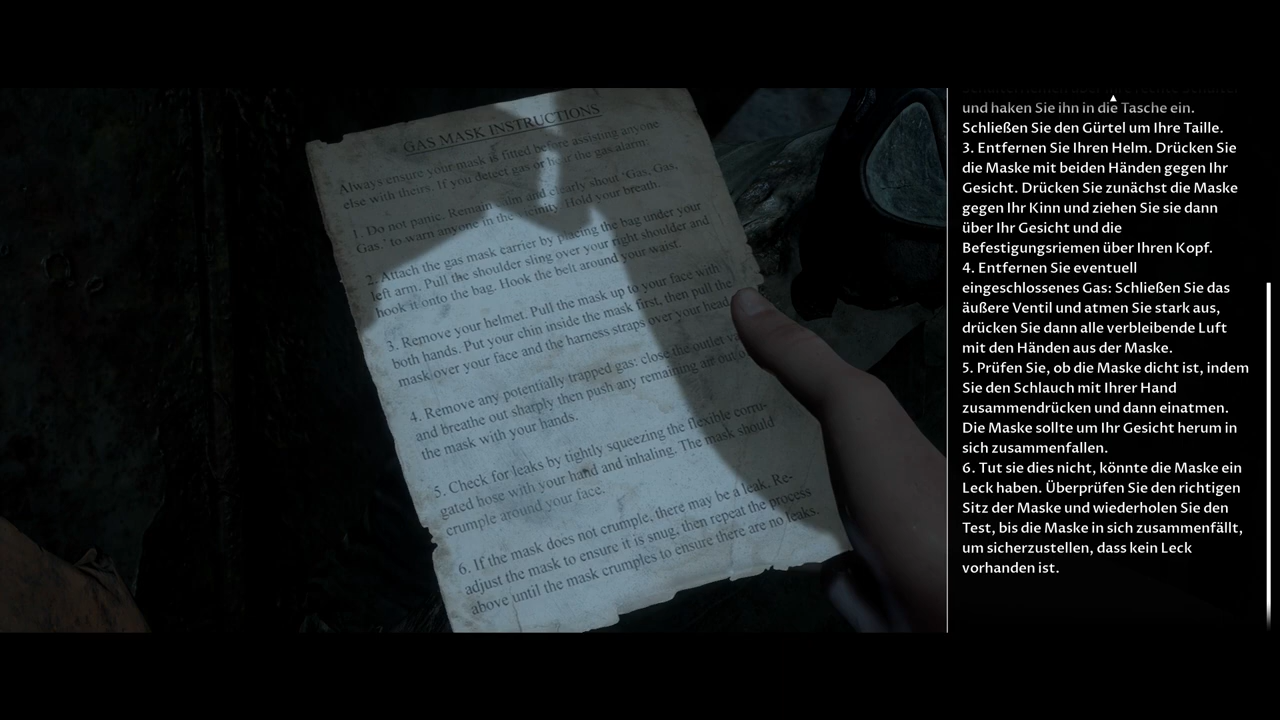 GAS MASK INSTRUCTIONS
Always ensure your mask is fitted before assisting anyone
else with theirs. If you detect gas or hear the gas alarm:
1. Do not panic. Remain calm and clearly shout 'Gas, Gas,
Gas,' to warn anyone in the vicinity. Hold your breath.
2. Attach the gas mask carrier by placing the bag under your
left arm. Pull the shoulder sling over your right shoulder and
hook it onto the bag. Hook the belt around your waist.
3. Remove your helmet. Pull the mask up to your face with
both hands. Put your chin inside the mask first, then pull the
mask over your face and the harness straps over your head
4. Remove any potentially trapped gas: close the outlet
and breathe out sharply then push any remaining air out
the mask with your hands.
5. Check for leaks by tightly squeezing the flexible corru-
gated hose with your hand and inhaling. The mask should
crumple around your face.
6. If the mask does not crumple, there may be a leak. Re-
adjust the mask to ensure it is snug, then repeat the process
above until the mask crumples to ensure there are no leaks.
und haken Sie ihn in die Tasche ein.
Schließen Sie den Gürtel um Ihre Taille.
3. Entfernen Sie Ihren Helm. Drücken Sie
die Maske mit beiden Händen gegen Ihr
Gesicht. Drücken Sie zunächst die Maske
gegen Ihr Kinn und ziehen Sie sie dann
über Ihr Gesicht und die
Befestigungsriemen über Ihren Kopf.
4. Entfernen Sie eventuell
eingeschlossenes Gas: Schließen Sie das
äußere Ventil und atmen Sie stark aus,
drücken Sie dann alle verbleibende Luft
mit den Händen aus der Maske.
5. Prüfen Sie, ob die Maske dicht ist, indem
Sie den Schlauch mit Ihrer Hand
zusammendrücken und dann einatmen.
Die Maske sollte um Ihr Gesicht herum in
sich zusammenfallen.
6. Tut sie dies nicht, könnte die Maske ein
Leck haben. Überprüfen Sie den richtigen
Sitz der Maske und wiederholen Sie den
Test, bis die Maske in sich zusammenfällt,
um sicherzustellen, dass kein Leck
vorhanden ist.